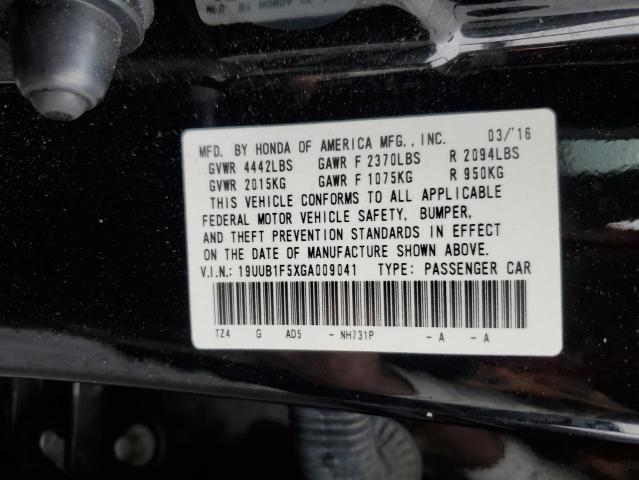 MFD. BY HONDA OF AMERICA MFG., INC. 03/'16
GVWR 4442LBS GAWR F 2370LBS R 2094LBS
GVWR 2015KG GAWR F 1075KG R 950KG
THIS VEHICLE CONFORMS TO ALL APPLICABLE
FEDERAL MOTOR VEHICLE SAFETY, BUMPER,
AND THEFT PREVENTION STANDARDS IN EFFECT
ON THE DATE OF MANUFACTURE SHOWN ABOVE.
V.I.N.: 19UUB1F5XGA009041 TYPE: PASSENGER CAR
TZ4 G AD5 - NH731P - A - A